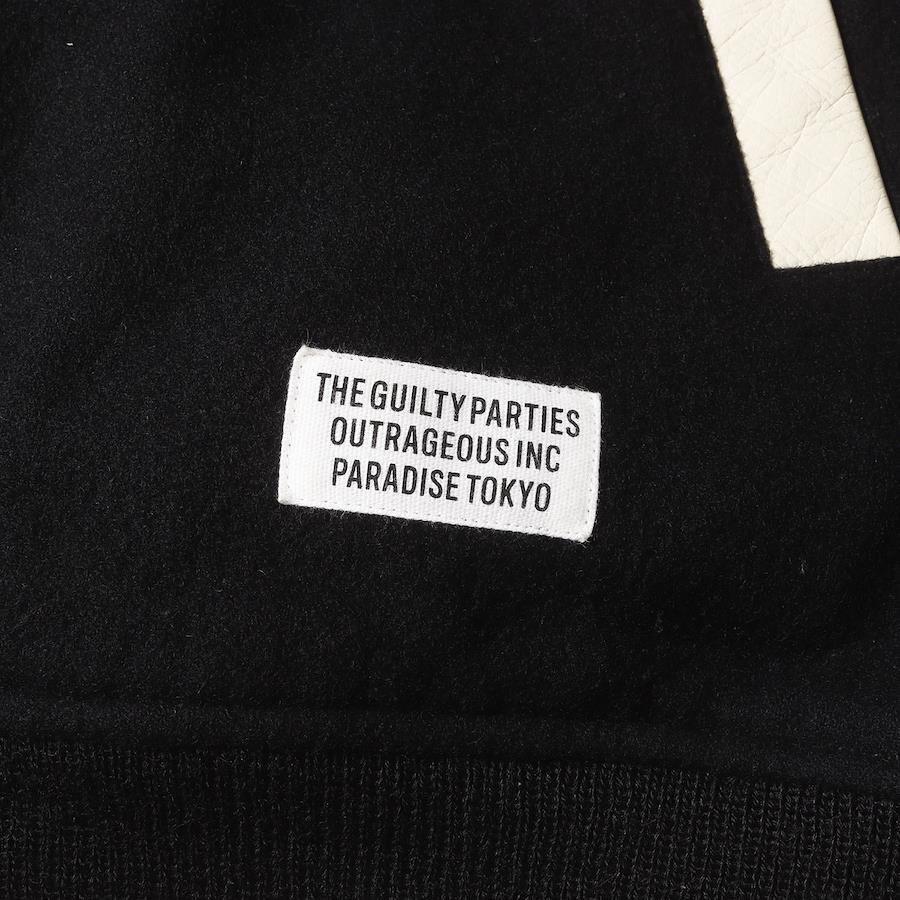 THE GUILTY PARTIES
OUTRAGEOUS INC
PARADISE TOKYO